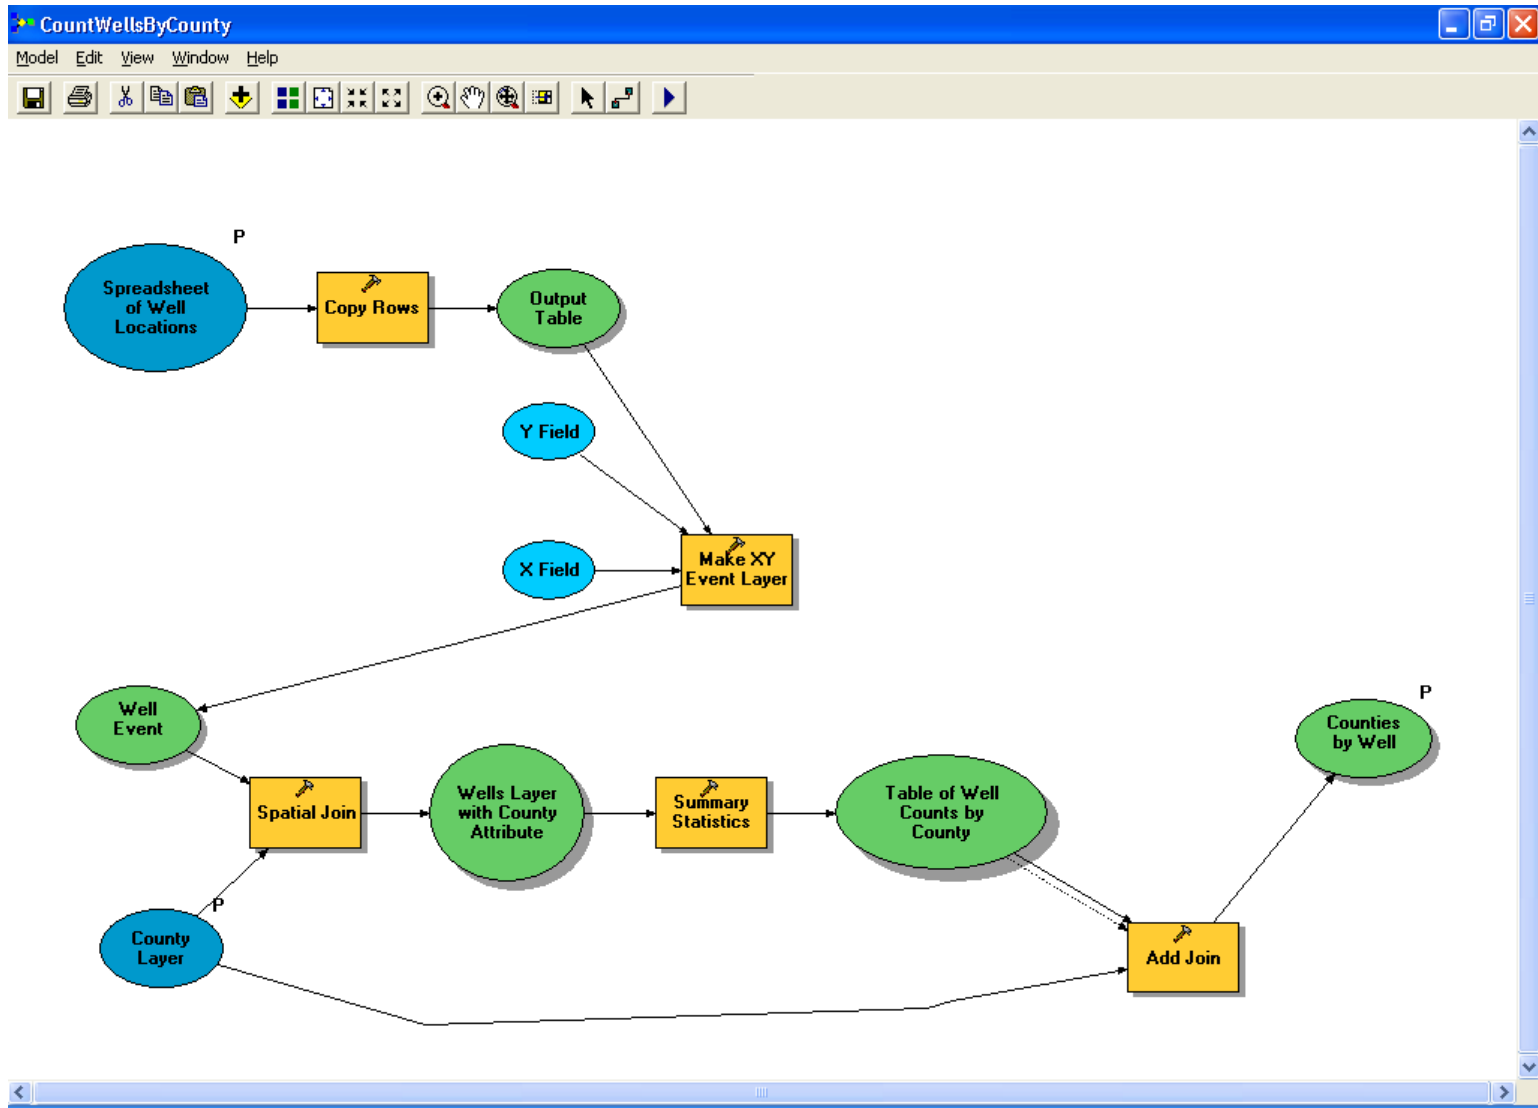 CountWellsByCounty
Model Edit View Window Help
P
Spreadsheet
of Well
Locations
Copy Rows
Output
Table
Y Field
X Field
Make XY
Event Layer
Well
Event
Spatial Join
Wells Layer
with County
Attribute
Summary
Statistics
Table of Well
Counts by
County
P
Counties
by Well
P
County
Layer
Add Join